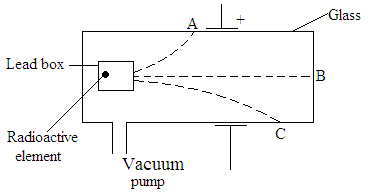 Glass
A
+
Lead box
B
Radioactive
element
C
Vacuum
pump